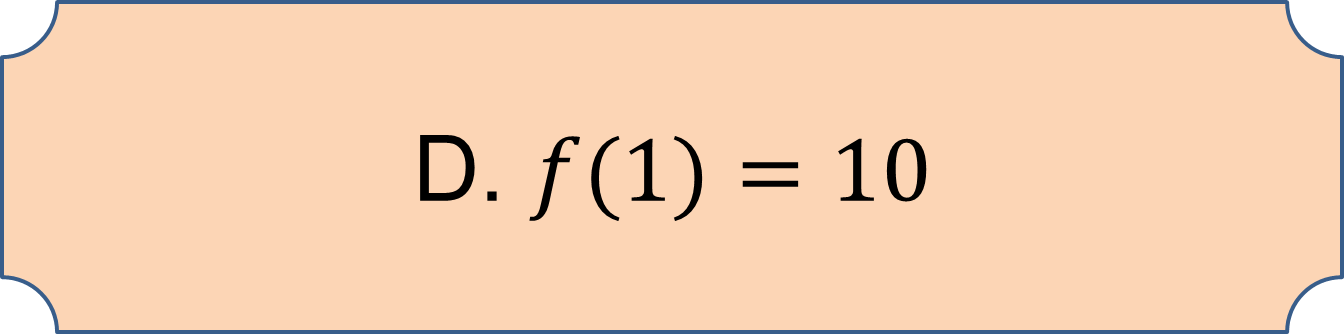 D. 𝑓(1) = 10